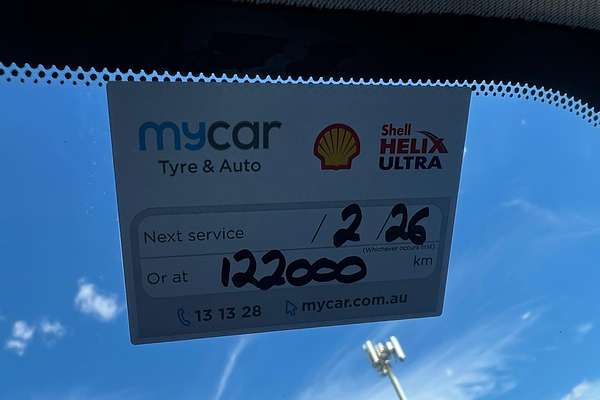 mycar
Tyre & Auto
Shell
HELIX
ULTRA
Next service / 2 / 26
(Whichever occurs first)
Or at 122000 km
13 13 28 mycar.com.au